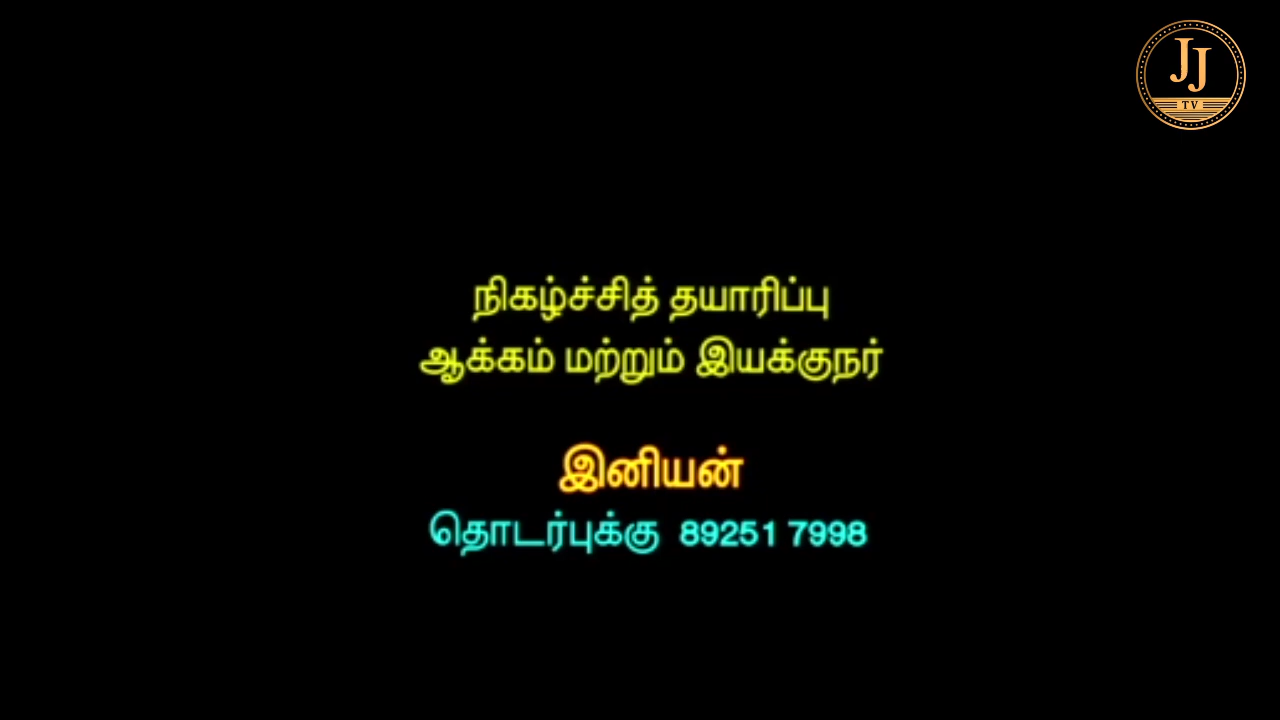 JJ
TV
நிகழ்ச்சித் தயாரிப்பு
ஆக்கம் மற்றும் இயக்குநர்
இனியன்
தொடர்புக்கு 89251 7998